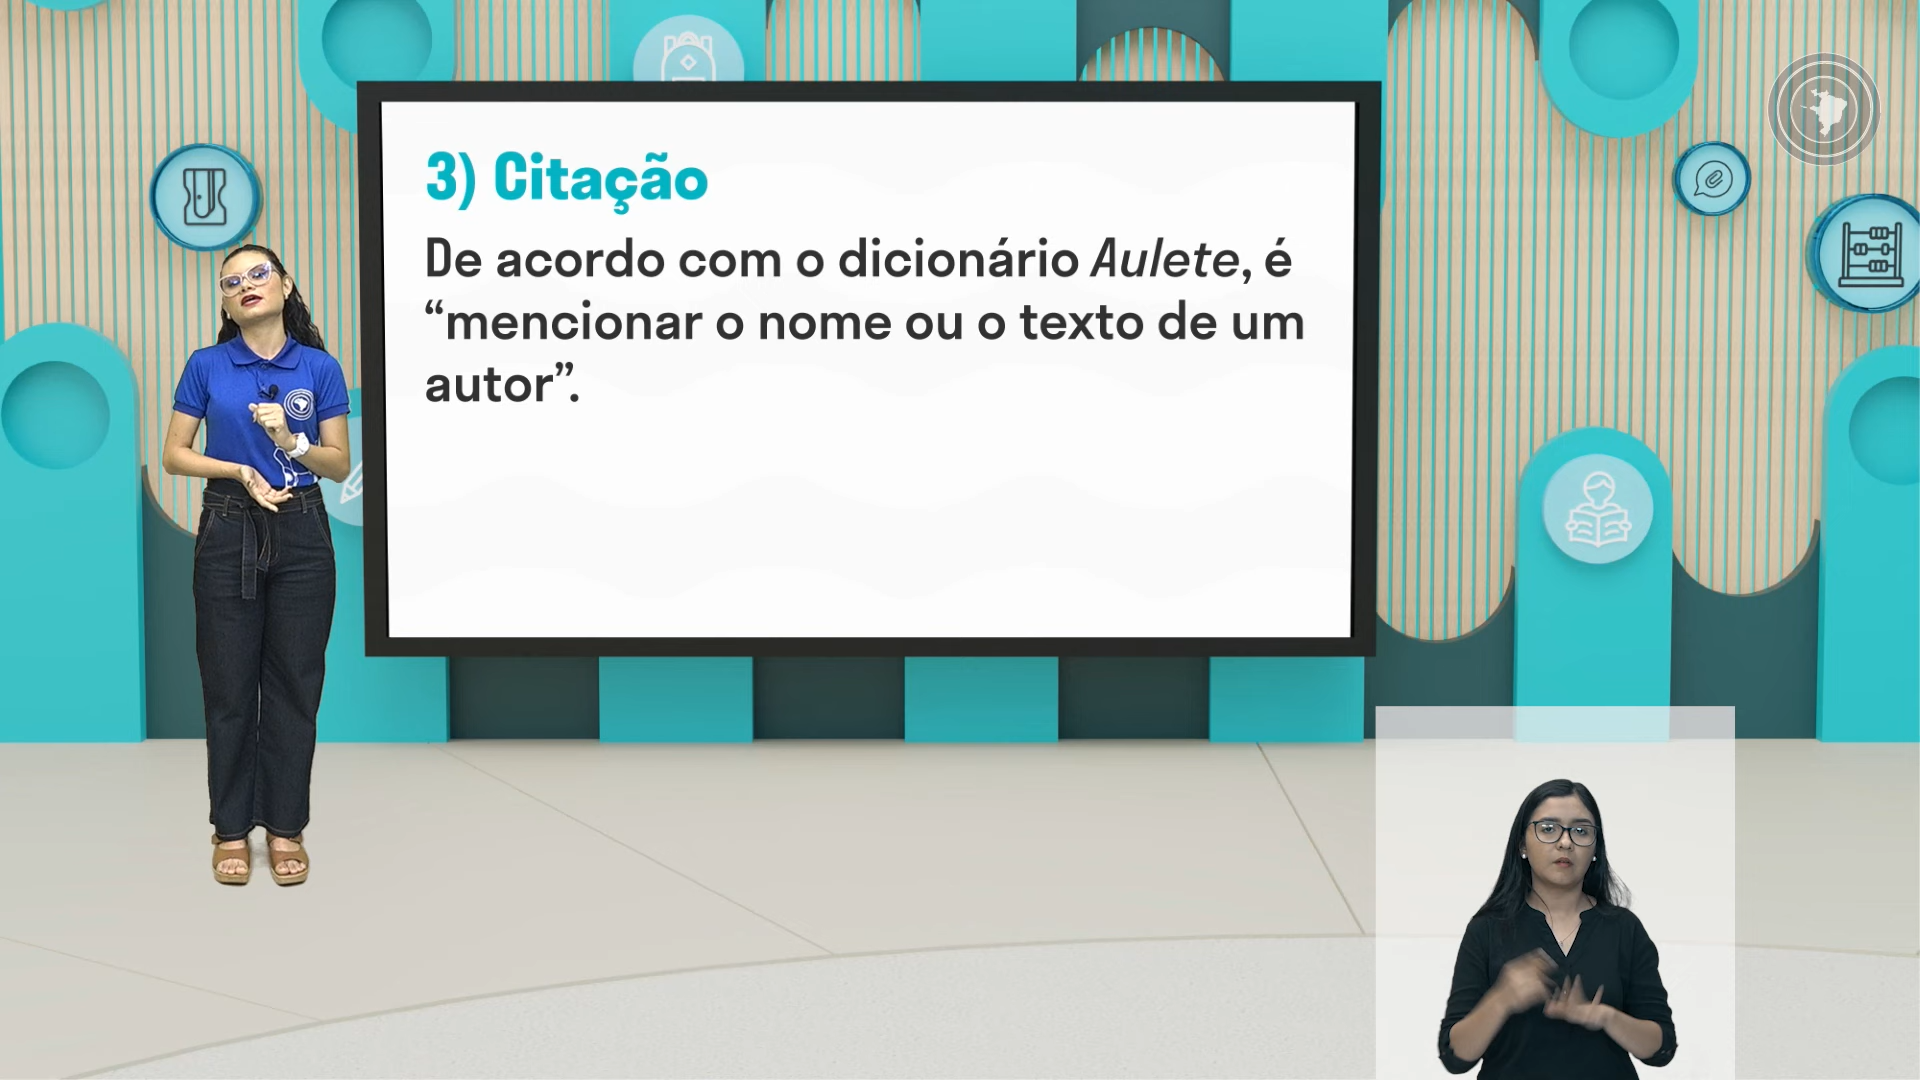 3) Citação
De acordo com o dicionário Aulete, é
“mencionar o nome ou o texto de um
autor”.